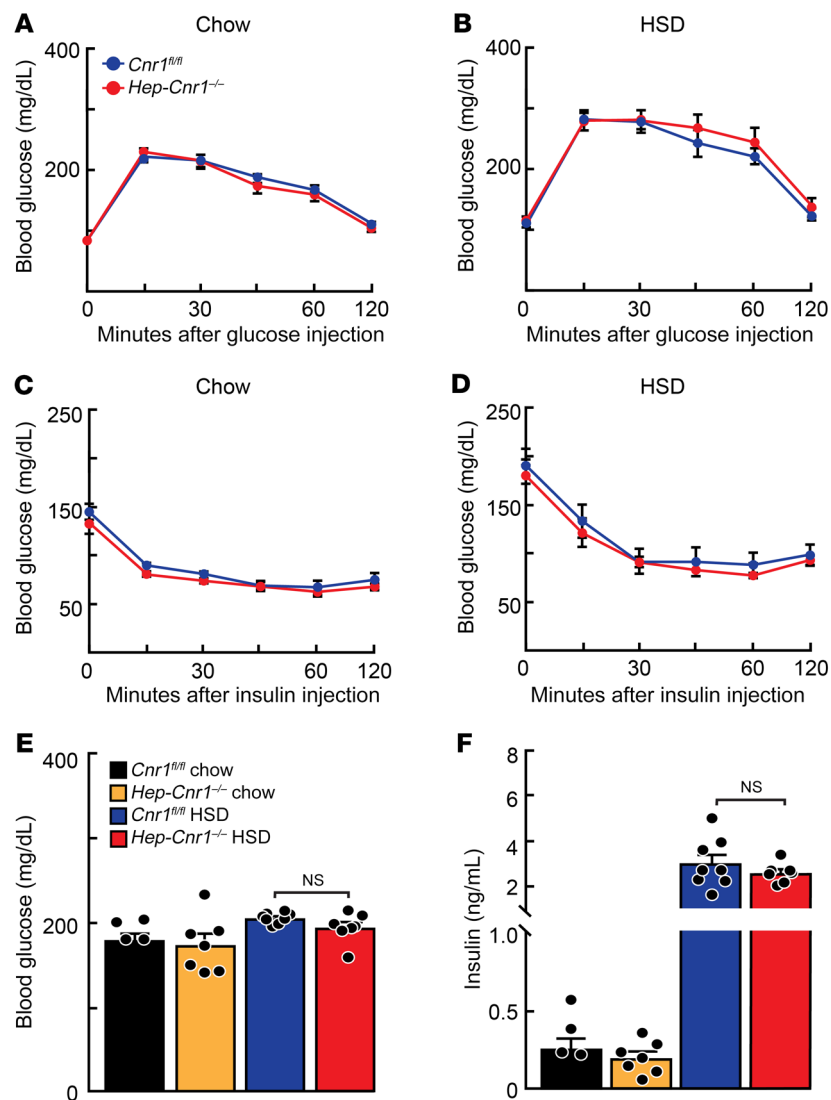 A
Chow
Blood glucose (mg/dL)
400
200
0
Cnr1fl/fl
Hep-Cnr1–/–
0 30 60 120
Minutes after glucose injection
B
HSD
Blood glucose (mg/dL)
400
200
0
0 30 60 120
Minutes after glucose injection
C
Chow
Blood glucose (mg/dL)
250
150
50
0 30 60 120
Minutes after insulin injection
D
HSD
Blood glucose (mg/dL)
250
150
50
0 30 60 120
Minutes after insulin injection
E
Blood glucose (mg/dL)
400
200
0
Cnr1fl/fl chow
Hep-Cnr1–/– chow
Cnr1fl/fl HSD
Hep-Cnr1–/– HSD
NS
F
Insulin (ng/mL)
8
6
4
2
1.0
0.5
0
NS